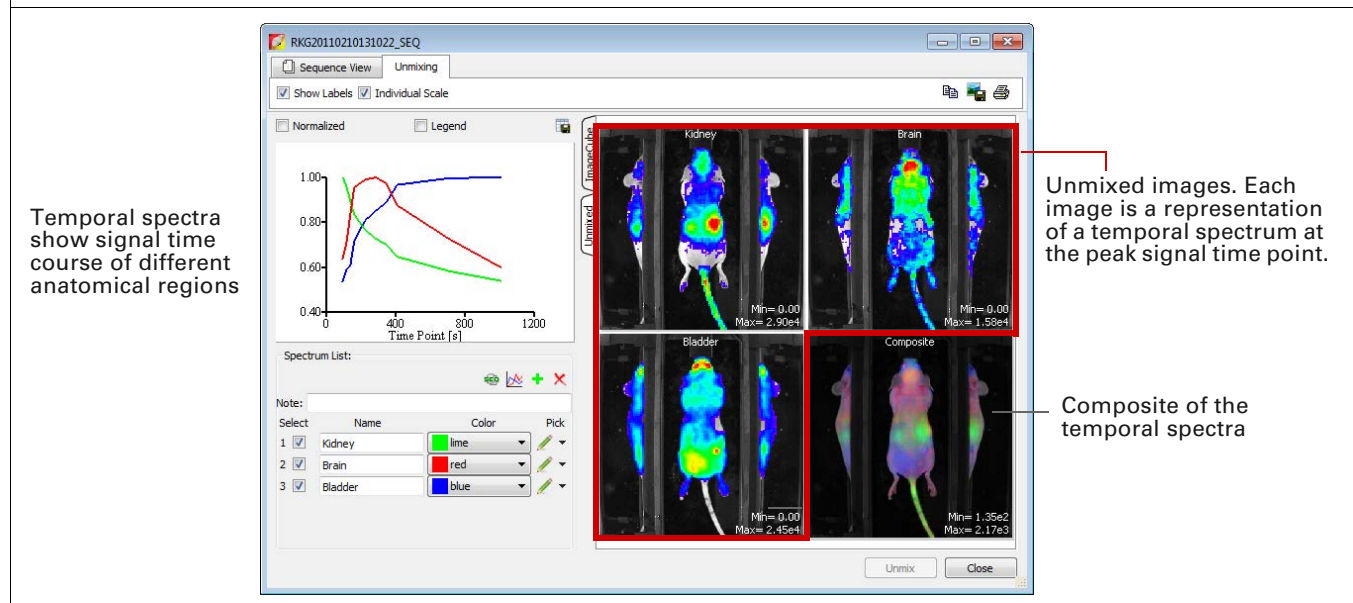 RKG20110210131022_SEQ
Sequence View Unmixing
Show Labels Individual Scale
Normalized Legend
1.00
0.80
0.60
0.40
0 400 800 1200
Time Point [s]
Spectrum List:
SEQ
Note:
Select Name Color Pick
1 Kidney lime
2 Brain red
3 Bladder blue
ImageCube
Unmixed
Kidney
Min= 0.00
Max= 2.90e4
Brain
Min= 0.00
Max= 1.58e4
Bladder
Min= 0.00
Max= 2.45e4
Composite
Min= 1.35e2
Max= 2.17e3
Unmix Close
Temporal spectra
show signal time
course of different
anatomical regions
Unmixed images. Each
image is a representation
of a temporal spectrum at
the peak signal time point.
Composite of the
temporal spectra